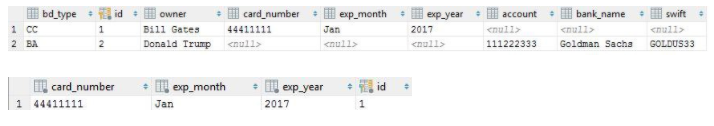 bd_type id owner card_number exp_month exp_year account bank_name swift
1 CC 1 Bill Gates 44411111 Jan 2017 <null> <null> <null>
2 BA 2 Donald Trump <null> <null> <null> 111222333 Goldman Sachs GOLDUS33
card_number exp_month exp_year id
1 44411111 Jan 2017 1